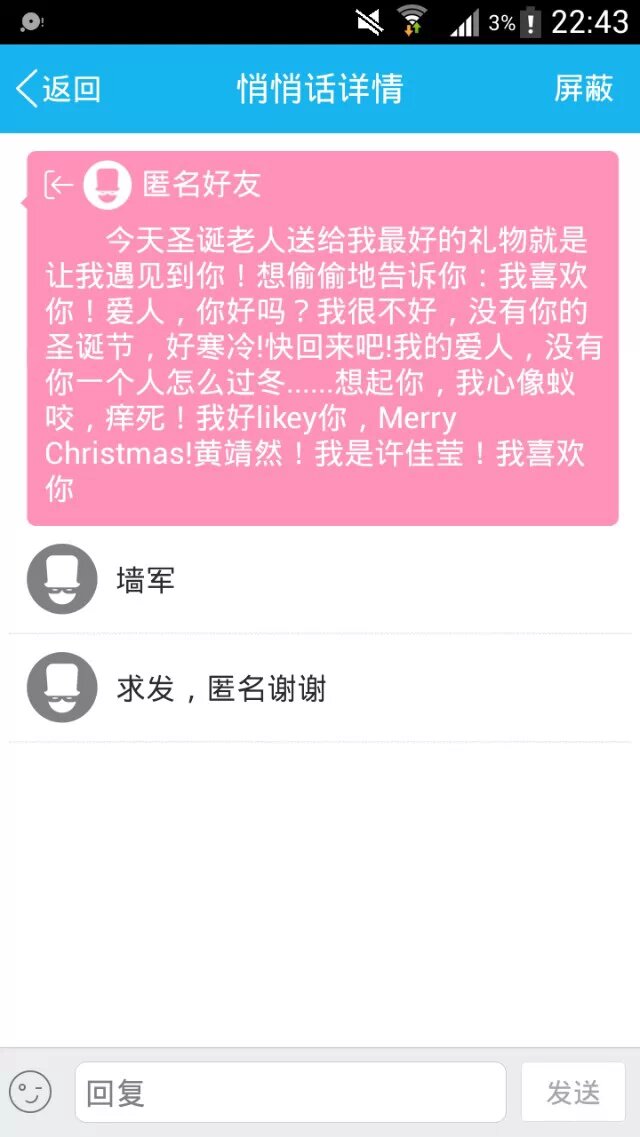 3% 22:43
返回 悄悄话详情 屏蔽
匿名好友
今天圣诞老人送给我最好的礼物就是
让我遇见到你！想偷偷地告诉你：我喜欢
你！爱人，你好吗？我很不好，没有你的
圣诞节，好寒冷!快回来吧!我的爱人，没有
你一个人怎么过冬......想起你，我心像蚁
咬，痒死！我好likey你，Merry
Christmas!黄靖然！我是许佳莹！我喜欢
你
墙军
求发，匿名谢谢
回复 发送